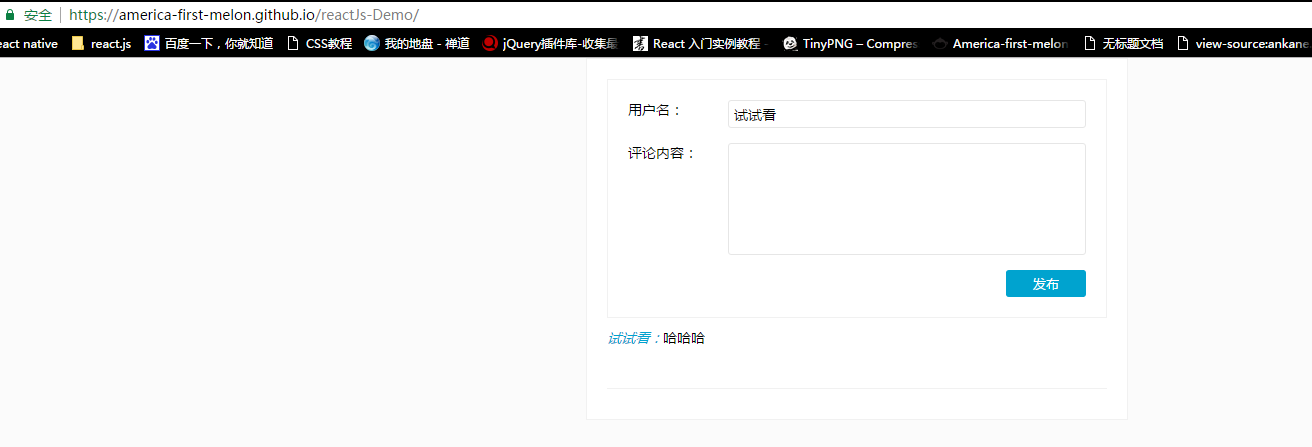 安全 https://america-first-melon.github.io/reactJs-Demo/
eact native react.js 百度一下，你就知道 CSS教程 我的地盘 - 禅道 jQuery插件库-收集最 React 入门实例教程 - TinyPNG – Compres America-first-melon 无标题文档 view-source:ankane.
用户名： 试试看
评论内容：
发布
试试看：哈哈哈